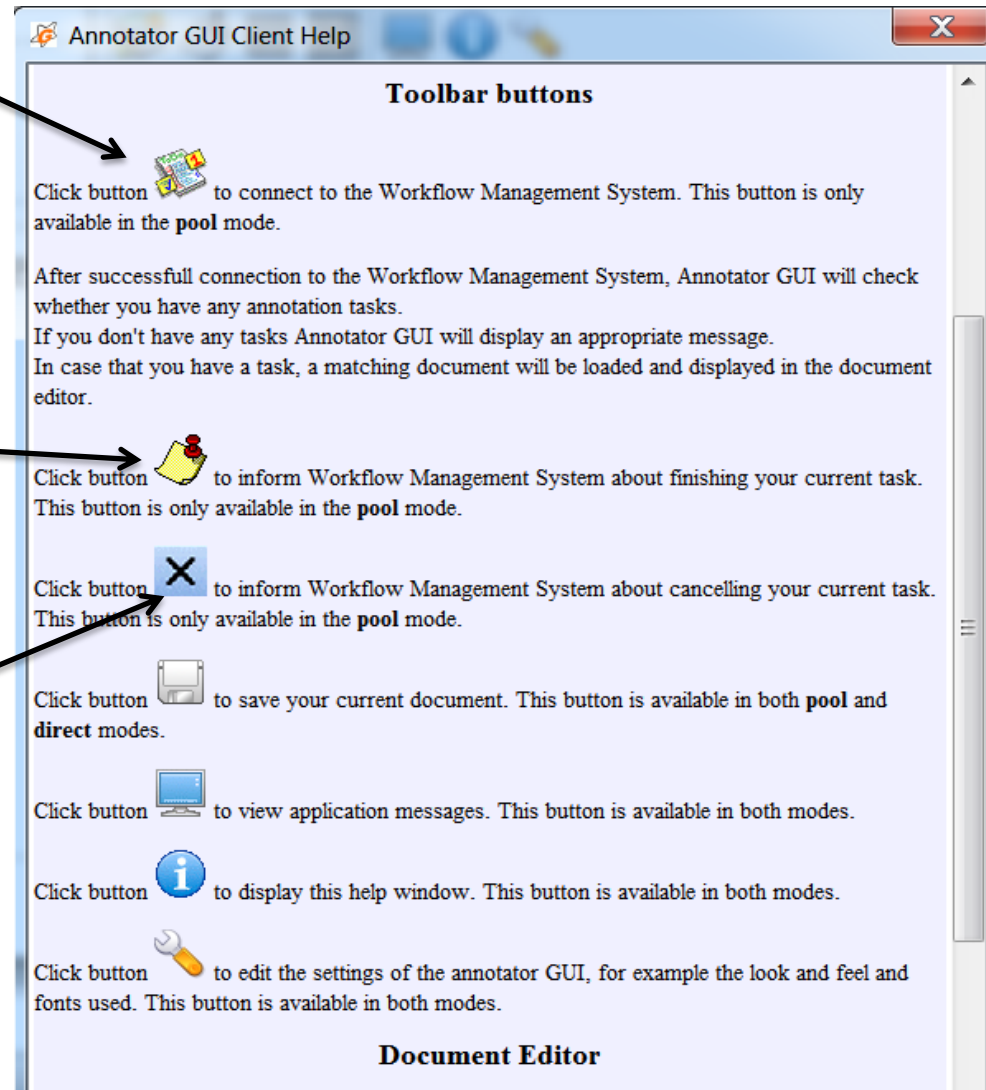 Annotator GUI Client Help
Toolbar buttons
Click button to connect to the Workflow Management System. This button is only
available in the pool mode.
After successfull connection to the Workflow Management System, Annotator GUI will check
whether you have any annotation tasks.
If you don't have any tasks Annotator GUI will display an appropriate message.
In case that you have a task, a matching document will be loaded and displayed in the document
editor.
Click button to inform Workflow Management System about finishing your current task.
This button is only available in the pool mode.
Click button to inform Workflow Management System about cancelling your current task.
This button is only available in the pool mode.
Click button to save your current document. This button is available in both pool and
direct modes.
Click button to view application messages. This button is available in both modes.
Click button to display this help window. This button is available in both modes.
Click button to edit the settings of the annotator GUI, for example the look and feel and
fonts used. This button is available in both modes.
Document Editor